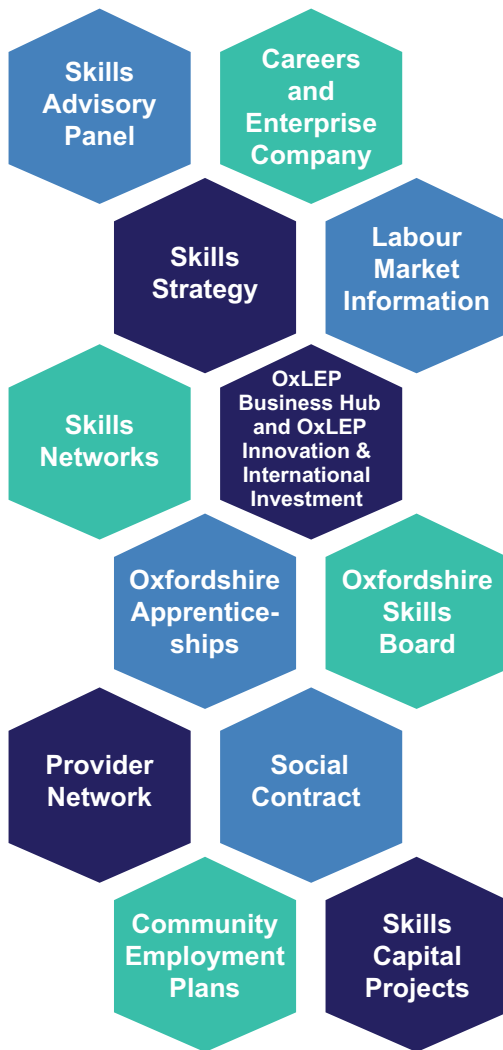 Skills
Advisory
Panel
Careers
and
Enterprise
Company
Skills
Strategy
Labour
Market
Information
Skills
Networks
OxLEP
Business Hub
and OxLEP
Innovation &
International
Investment
Oxfordshire
Apprentice-
ships
Oxfordshire
Skills
Board
Provider
Network
Social
Contract
Community
Employment
Plans
Skills
Capital
Projects